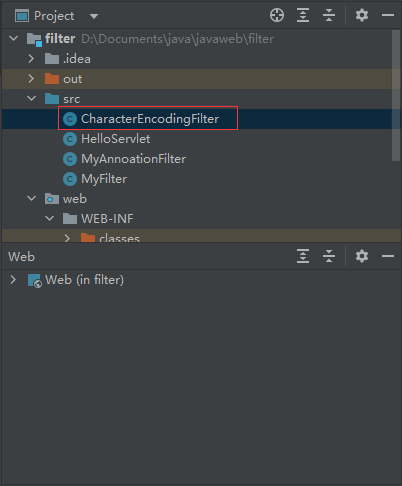 Project
filter D:\Documents\java\javaweb\filter
.idea
out
src
CharacterEncodingFilter
HelloServlet
MyAnnoationFilter
MyFilter
web
WEB-INF
classes
Web
Web (in filter)